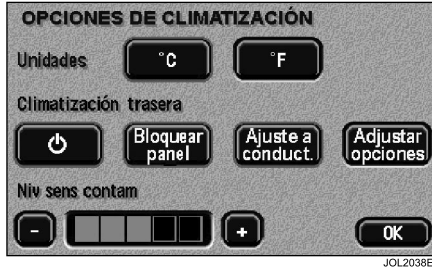 OPCIONES DE CLIMATIZACIÓN
Unidades °C °F
Climatización trasera
Bloquear panel
Ajuste a conduct.
Adjustar opciones
Niv sens contam
- + OK
JOL2038E